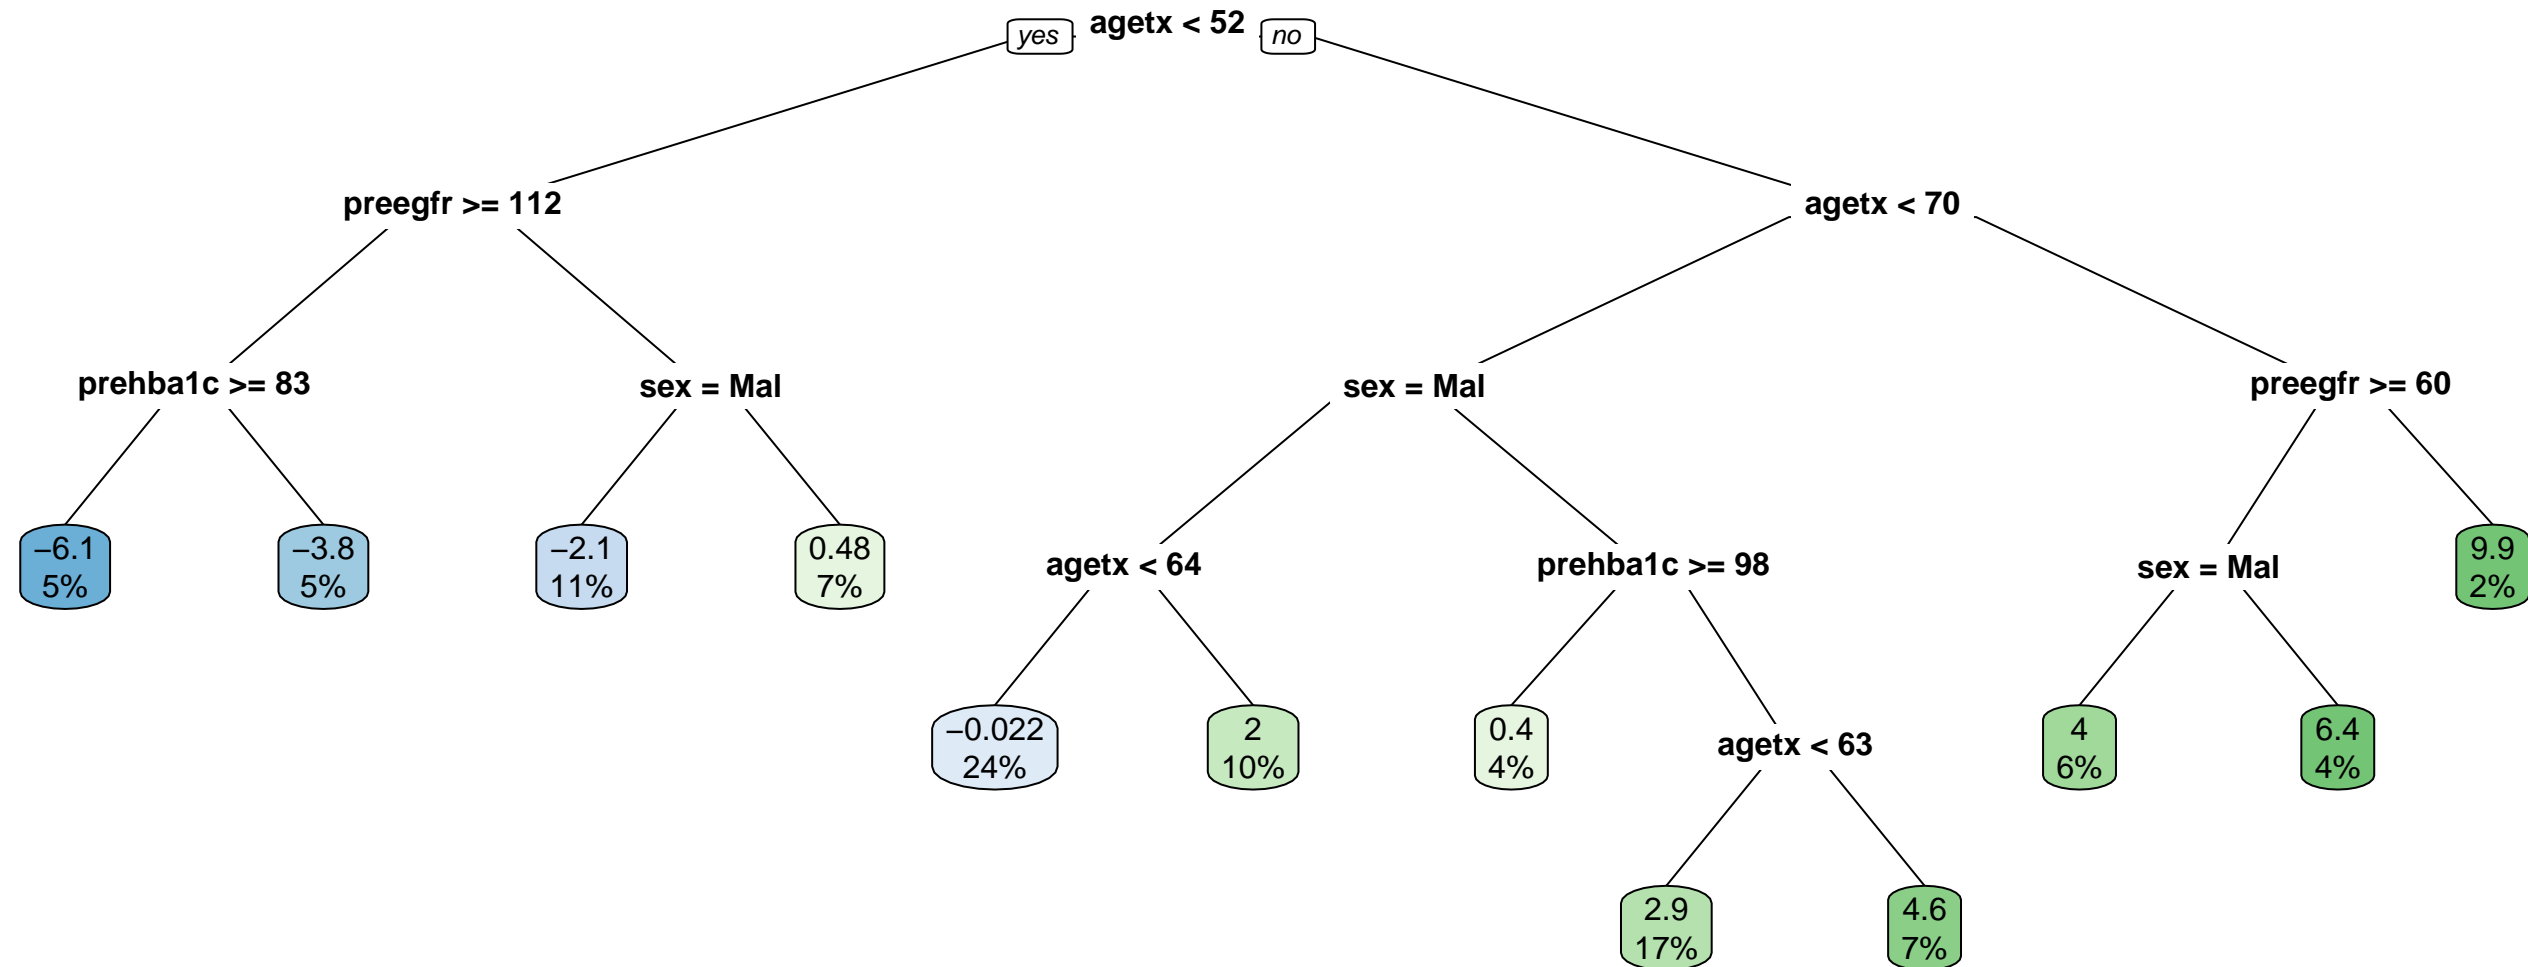 yes
agetx < 52
no
preegfr >= 112
agetx < 70
prehba1c >= 83
sex = Mal
sex = Mal
preegfr >= 60
−6.1
5%
−3.8
5%
−2.1
11%
0.48
7%
agetx < 64
prehba1c >= 98
sex = Mal
9.9
2%
−0.022
24%
2
10%
0.4
4%
agetx < 63
4
6%
6.4
4%
2.9
17%
4.6
7%